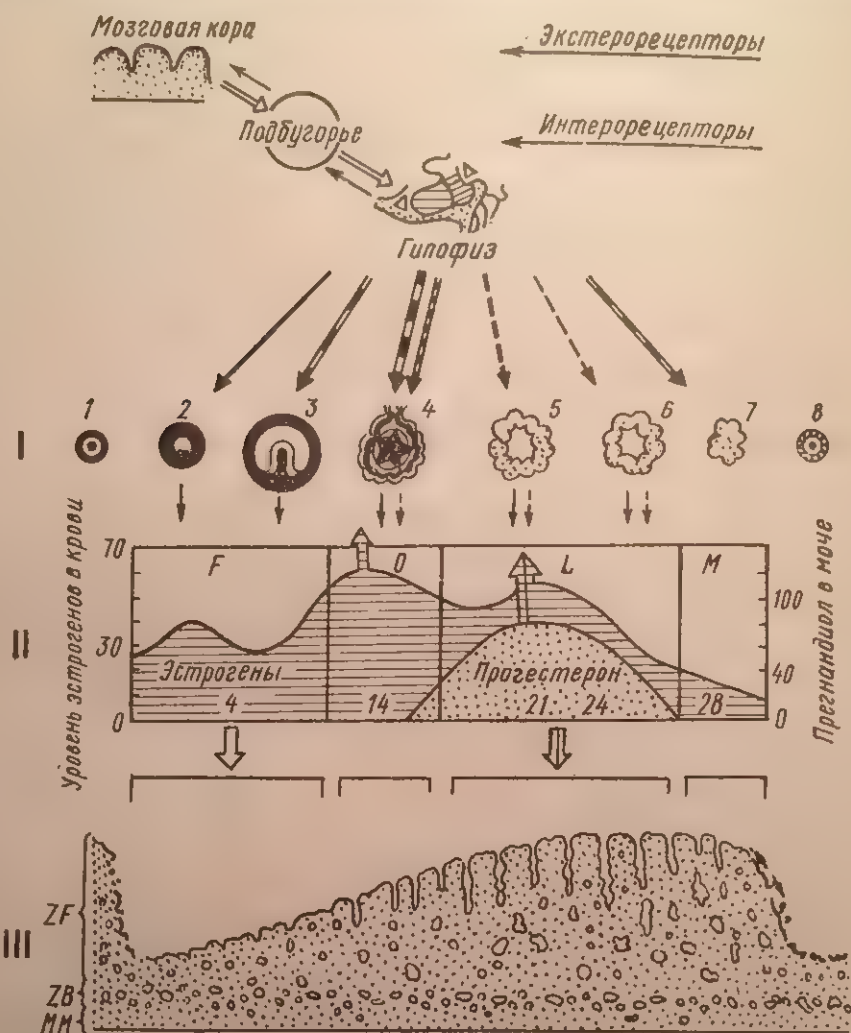 Мозговая кора
Экстерорецепторы
Подбугорье
Интерорецепторы
Гипофиз
1 2 3 4 5 6 7 8
I
Уровень эстрогенов в крови
70
30
0
F O L M
Эстрогены
Прогестерон
4 14 21 24 28
100
40
0
Прегнандиол в моче
II
III
ZF
ZB
MM